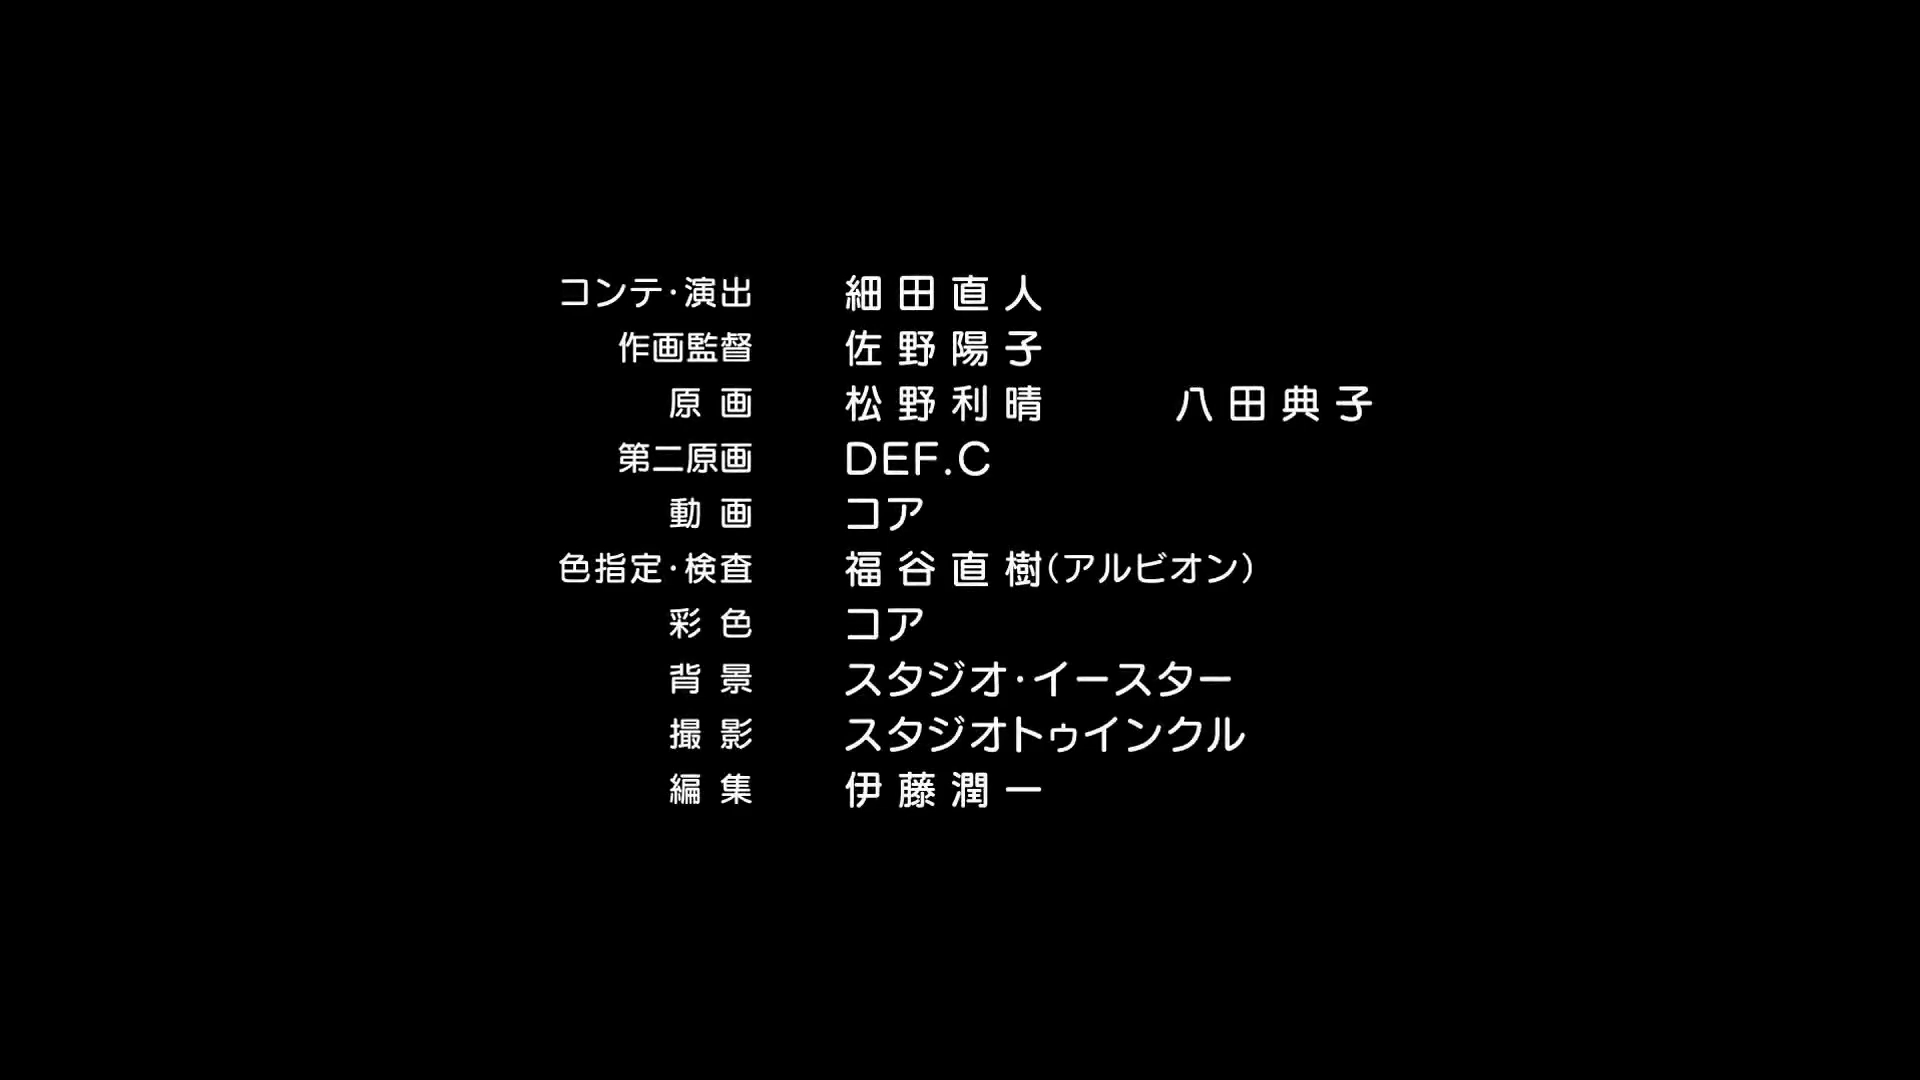 コンテ・演出 細田直人
作画監督 佐野陽子
原画 松野利晴 八田典子
第二原画 DEF.C
動画 コア
色指定・検査 福谷直樹(アルビオン)
彩色 コア
背景 スタジオ・イースター
撮影 スタジオトゥインクル
編集 伊藤潤一